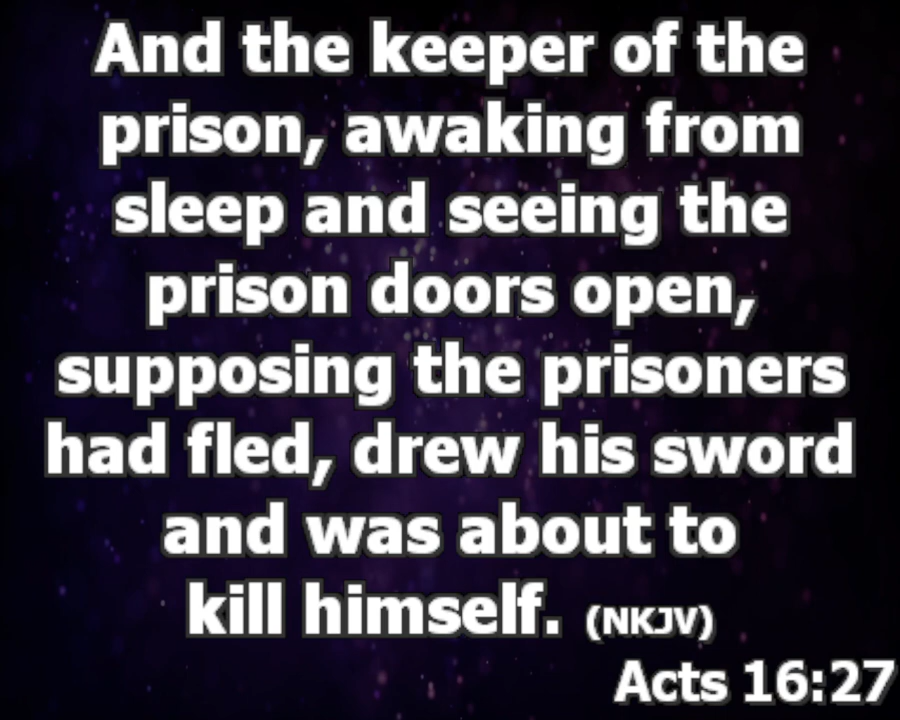 And the keeper of the
prison, awaking from
sleep and seeing the
prison doors open,
supposing the prisoners
had fled, drew his sword
and was about to
kill himself. (NKJV)
Acts 16:27